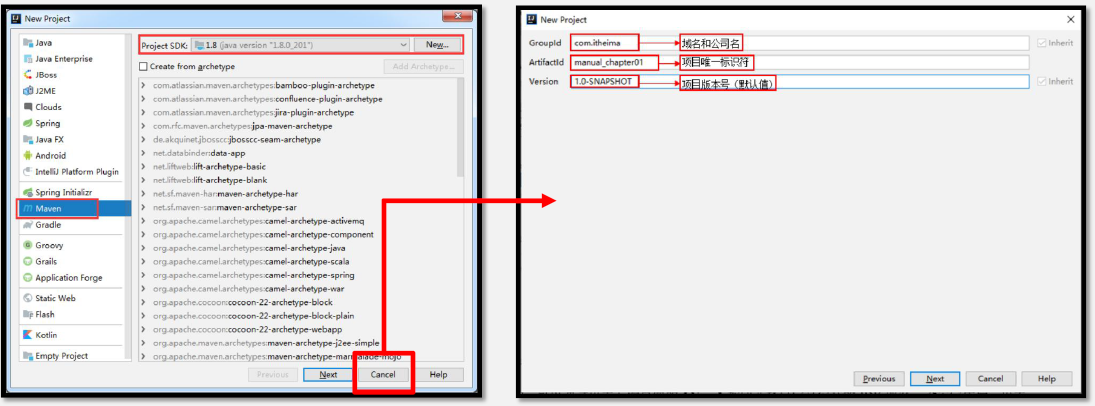 New Project
Java
Java Enterprise
JBoss
J2ME
Clouds
Spring
Java FX
Android
IntelliJ Platform Plugin
Spring Initializr
Maven
Gradle
Groovy
Grails
Application Forge
Static Web
Flash
Kotlin
Empty Project
Project SDK: 1.8 (java version "1.8.0_201") New...
Create from archetype Add Archetype...
com.atlassian.maven.archetypes:bamboo-plugin-archetype
com.atlassian.maven.archetypes:confluence-plugin-archetype
com.atlassian.maven.archetypes:jira-plugin-archetype
com.rfc.maven.archetypes:jpa-maven-archetype
de.akquinet.jbosscc:jbosscc-seam-archetype
net.databinder:data-app
net.liftweb:lift-archetype-basic
net.liftweb:lift-archetype-blank
net.sf.maven-har:maven-archetype-har
net.sf.maven-sar:maven-archetype-sar
org.apache.camel.archetypes:camel-archetype-activemq
org.apache.camel.archetypes:camel-archetype-component
org.apache.camel.archetypes:camel-archetype-java
org.apache.camel.archetypes:camel-archetype-scala
org.apache.camel.archetypes:camel-archetype-spring
org.apache.camel.archetypes:camel-archetype-war
org.apache.cocoon:cocoon-22-archetype-block
org.apache.cocoon:cocoon-22-archetype-block-plain
org.apache.cocoon:cocoon-22-archetype-webapp
org.apache.maven.archetypes:maven-archetype-j2ee-simple
org.apache.maven.archetypes:maven-archetype-marmalade-mojo
Previous Next Cancel Help
New Project
GroupId com.itheima 域名和公司名 Inherit
ArtifactId manual_chapter01 项目唯一标识符
Version 1.0-SNAPSHOT 项目版本号（默认值） Inherit
Previous Next Cancel Help